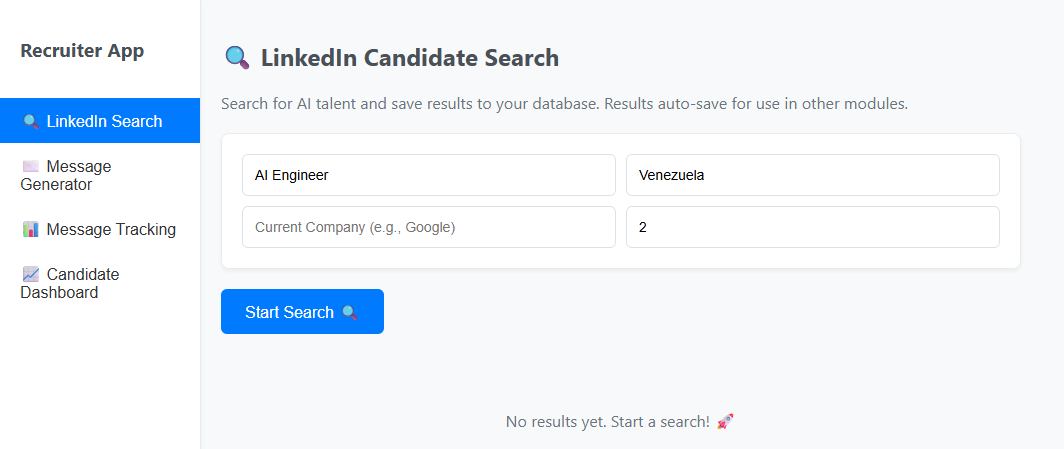 Recruiter App
🔍 LinkedIn Search
✉️ Message
Generator
📊 Message Tracking
📈 Candidate
Dashboard
🔍 LinkedIn Candidate Search
Search for AI talent and save results to your database. Results auto-save for use in other modules.
AI Engineer
Venezuela
Current Company (e.g., Google)
2
Start Search 🔍
No results yet. Start a search! 🚀